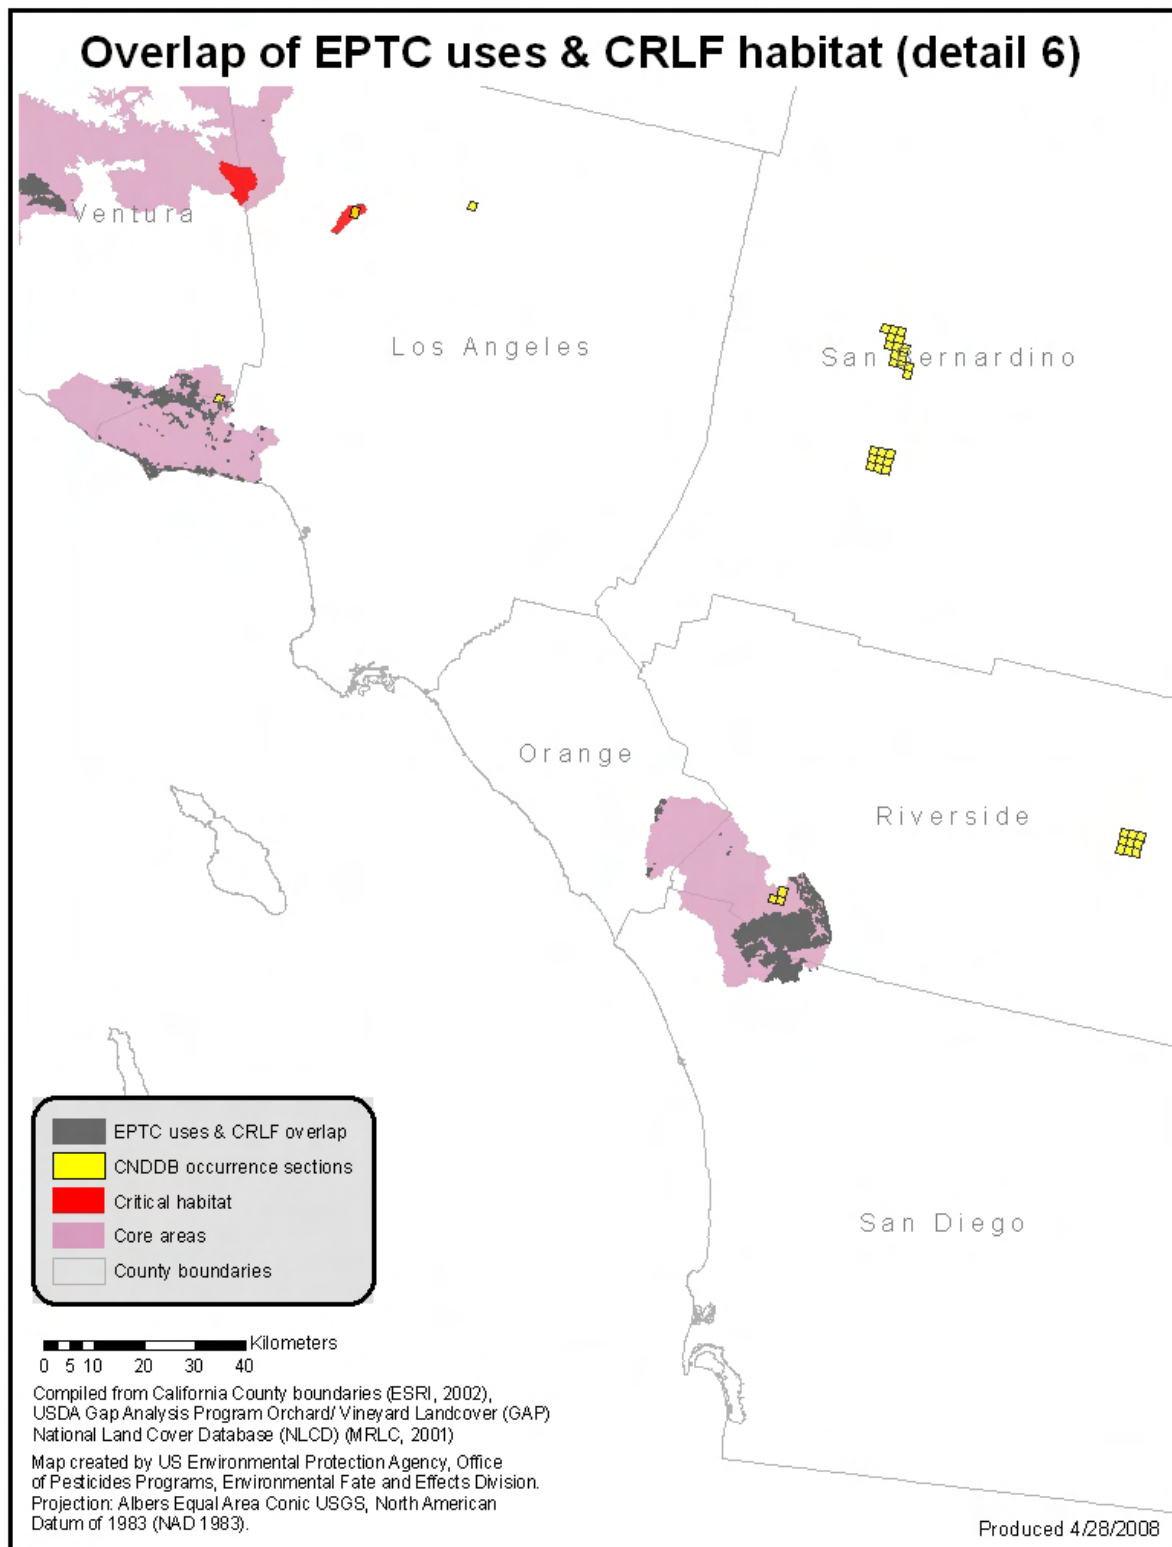 Overlap of EPTC uses & CRLF habitat (detail 6)
Ventura
Los Angeles
San Bernardino
Orange
Riverside
San Diego
EPTC uses & CRLF overlap
CNDDB occurrence sections
Critical habitat
Core areas
County boundaries
Kilometers
0 5 10 20 30 40
Compiled from California County boundaries (ESRI, 2002),
USDA Gap Analysis Program Orchard/ Vineyard Landcover (GAP)
National Land Cover Database (NLCD) (MRLC, 2001)
Map created by US Environmental Protection Agency, Office
of Pesticides Programs, Environmental Fate and Effects Division.
Projection: Albers Equal Area Conic USGS, North American
Datum of 1983 (NAD 1983).
Produced 4/28/2008